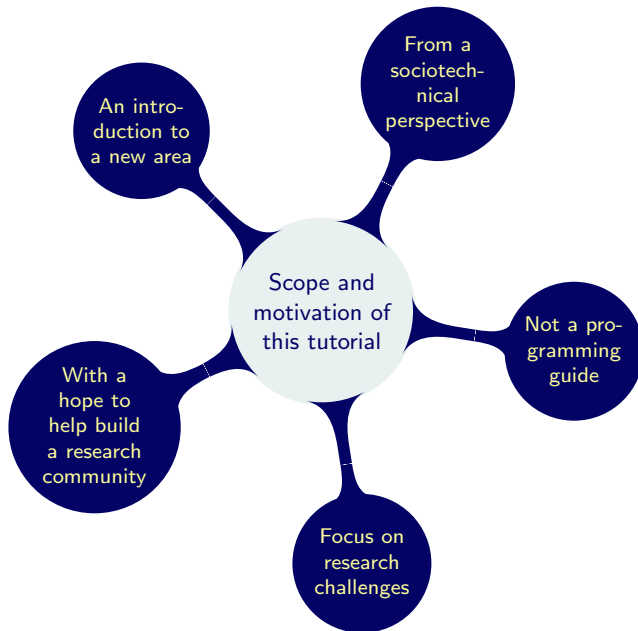 From a
sociotech-
nical
perspective
An intro-
duction to
a new area
Scope and
motivation of
this tutorial
Not a pro-
gramming
guide
With a
hope to
help build
a research
community
Focus on
research
challenges